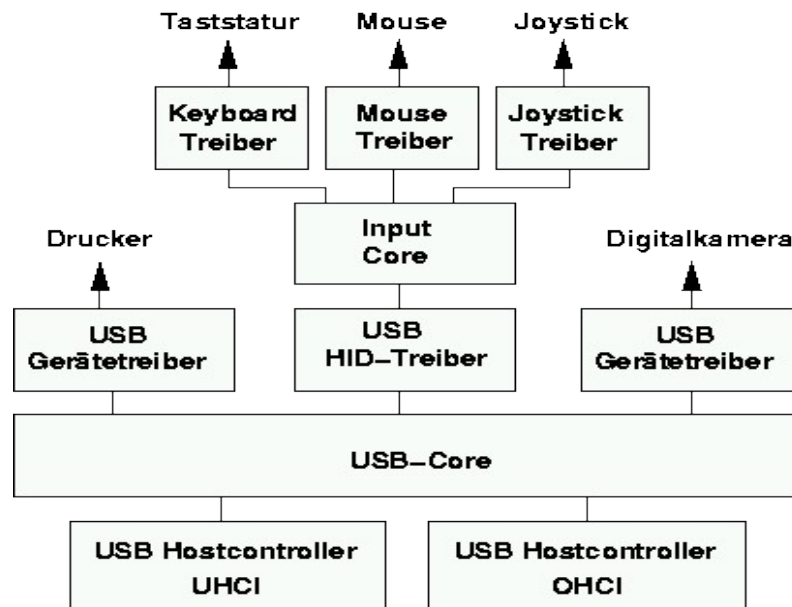 Taststatur
Mouse
Joystick
Keyboard
Treiber
Mouse
Treiber
Joystick
Treiber
Input
Core
Drucker
Digitalkamera
USB
Gerätetreiber
USB
HID-Treiber
USB
Gerätetreiber
USB-Core
USB Hostcontroller
UHCI
USB Hostcontroller
OHCI